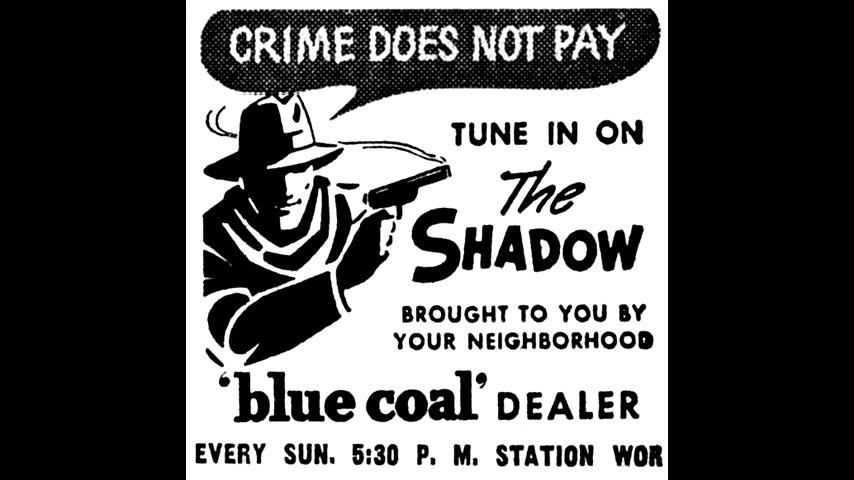 CRIME DOES NOT PAY
TUNE IN ON
The
SHADOW
BROUGHT TO YOU BY
YOUR NEIGHBORHOOD
'blue coal' DEALER
EVERY SUN. 5:30 P. M. STATION WOR